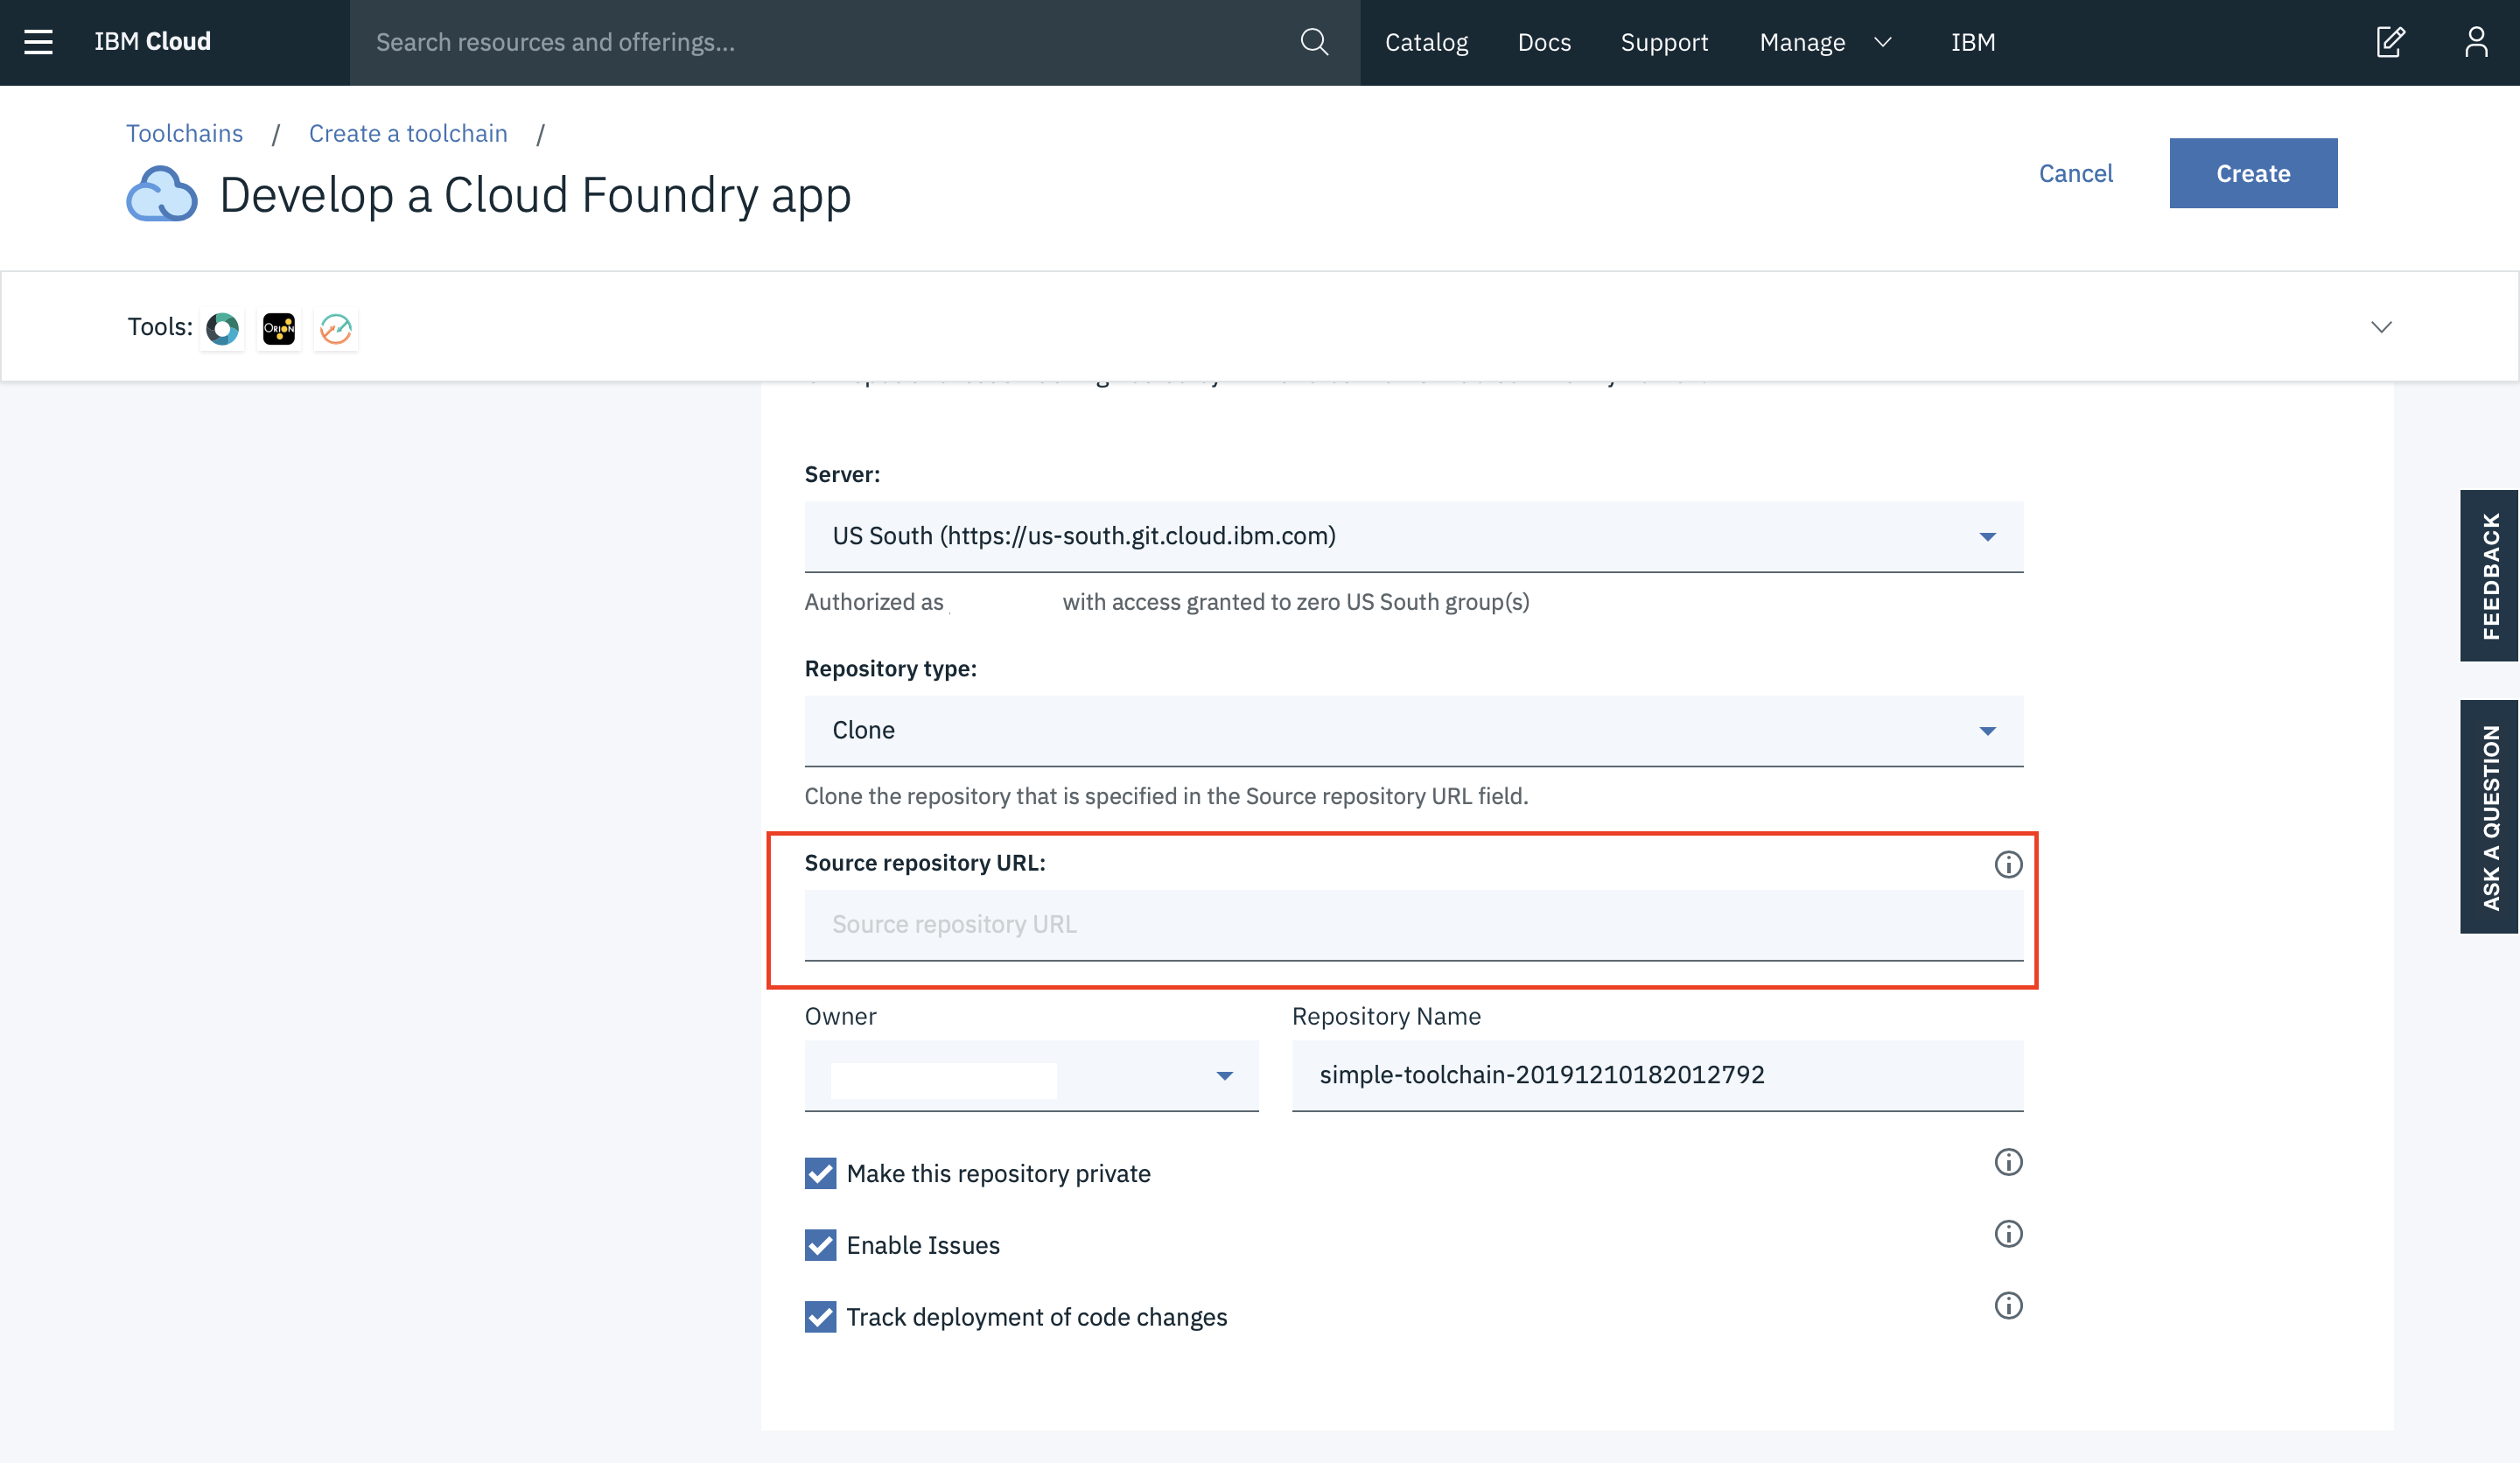 IBM Cloud
Search resources and offerings...
Catalog
Docs
Support
Manage
IBM
Toolchains / Create a toolchain /
Develop a Cloud Foundry app
Cancel
Create
Tools:
ORION
Server:
US South (https://us-south.git.cloud.ibm.com)
Authorized as with access granted to zero US South group(s)
Repository type:
Clone
Clone the repository that is specified in the Source repository URL field.
Source repository URL:
Source repository URL
Owner
Repository Name
simple-toolchain-20191210182012792
Make this repository private
Enable Issues
Track deployment of code changes
FEEDBACK
ASK A QUESTION